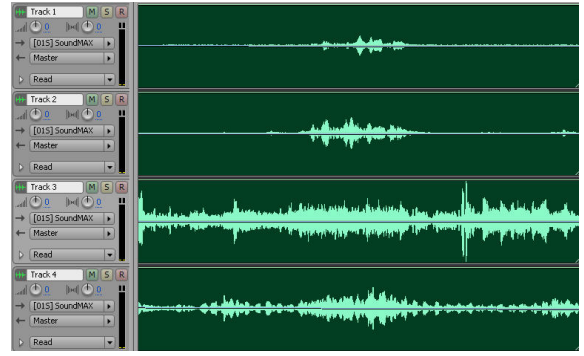 Track 1 M S R
0 0
[01S] SoundMAX
Master
Read
Track 2 M S R
0 0
[01S] SoundMAX
Master
Read
Track 3 M S R
0 0
[01S] SoundMAX
Master
Read
Track 4 M S R
0 0
[01S] SoundMAX
Master
Read